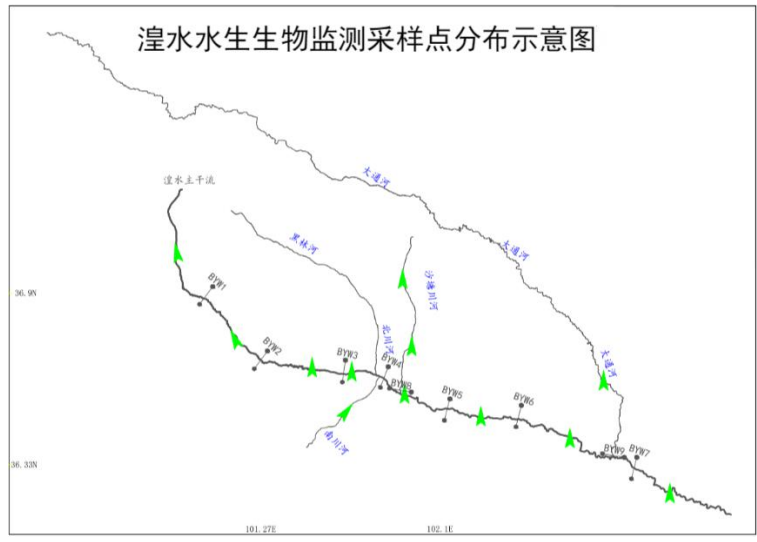 湟水水生生物监测采样点分布示意图
大通河
湟水主干流
黑林河
大通河
沙塘川河
36.9N
BYW1
北川河
BYW2
BYW3
大通河
BYW4
BYW8
BYW5
BYW6
南川河
BYW9
BYW7
36.33N
101.27E
102.1E